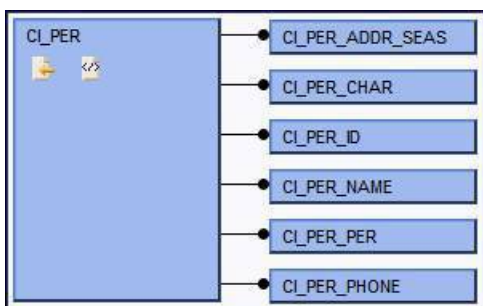 CI_PER
CI_PER_ADDR_SEAS
CI_PER_CHAR
CI_PER_ID
CI_PER_NAME
CI_PER_PER
CI_PER_PHONE